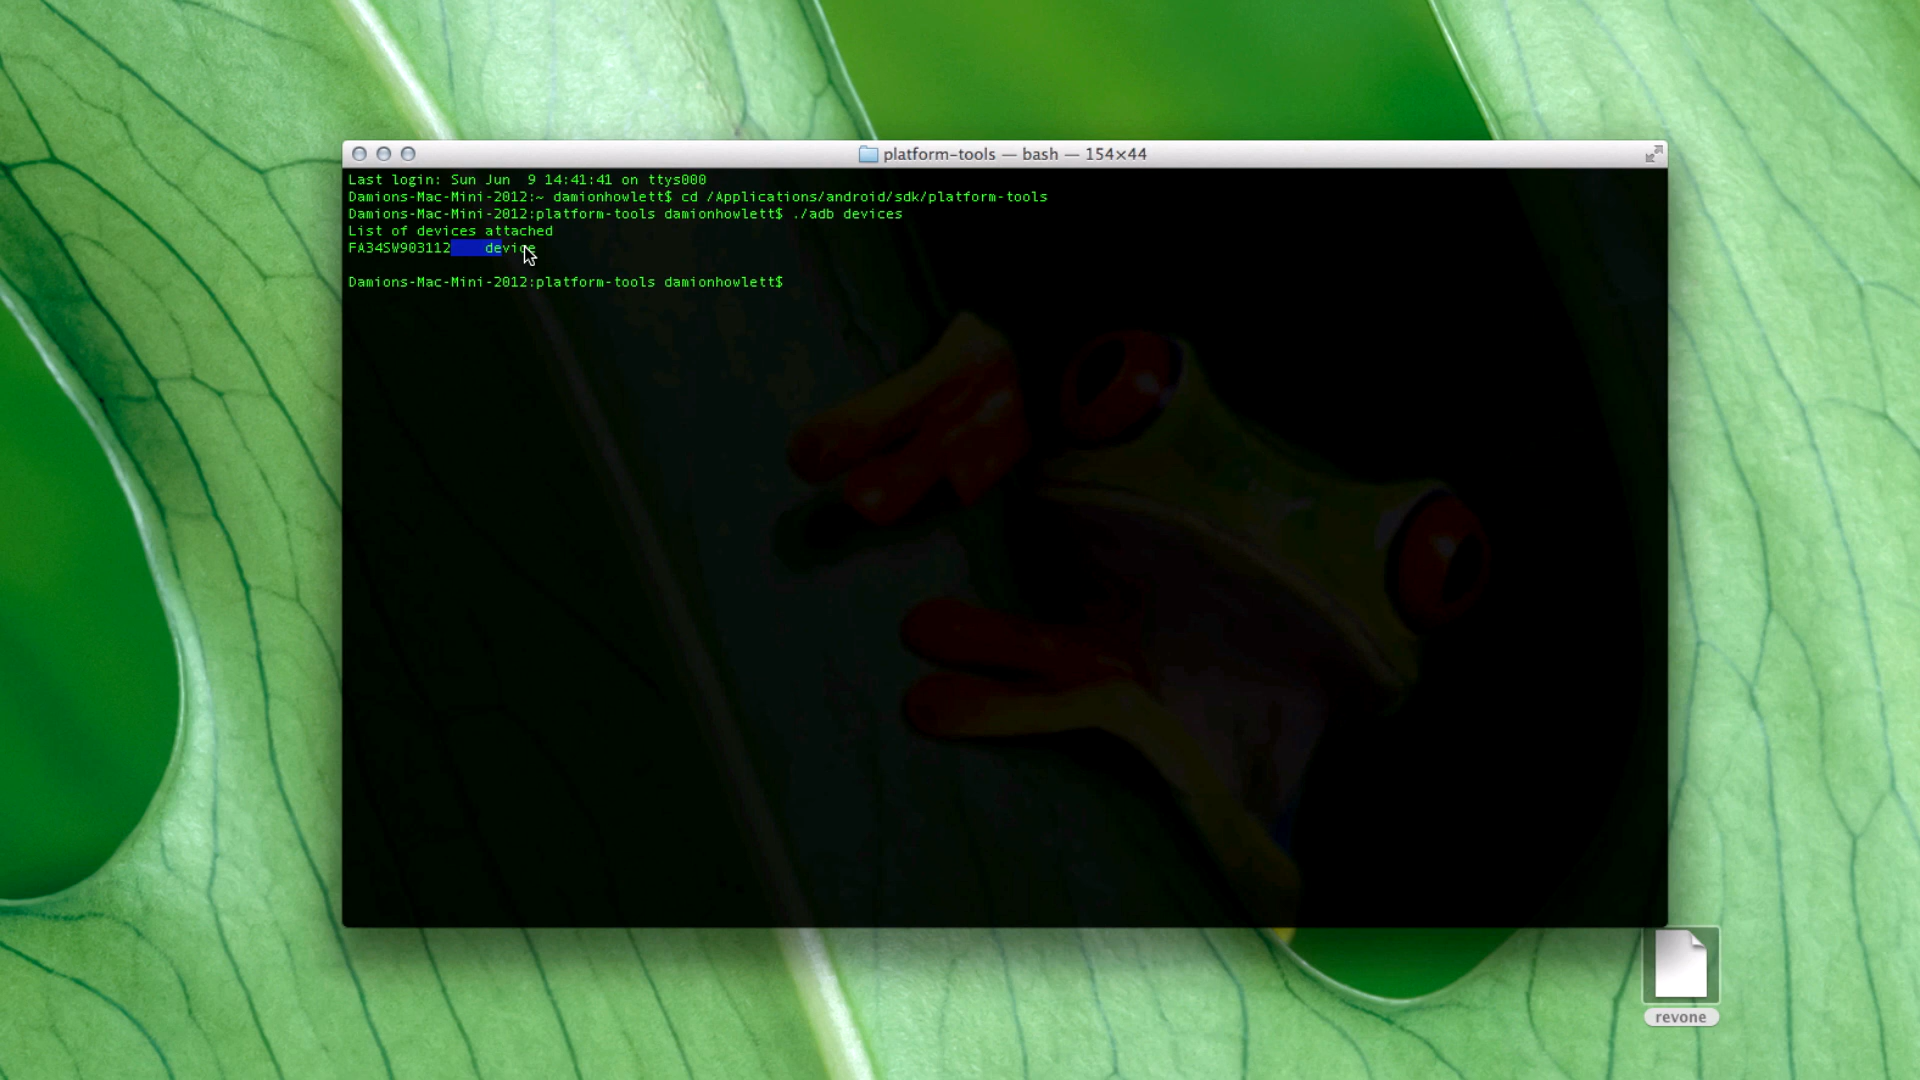 platform-tools — bash — 154×44
Last login: Sun Jun  9 14:41:41 on ttys000
Damions-Mac-Mini-2012:~ damionhowlett$ cd /Applications/android/sdk/platform-tools
Damions-Mac-Mini-2012:platform-tools damionhowlett$ ./adb devices
List of devices attached
FA34SW903112    device
Damions-Mac-Mini-2012:platform-tools damionhowlett$
revone